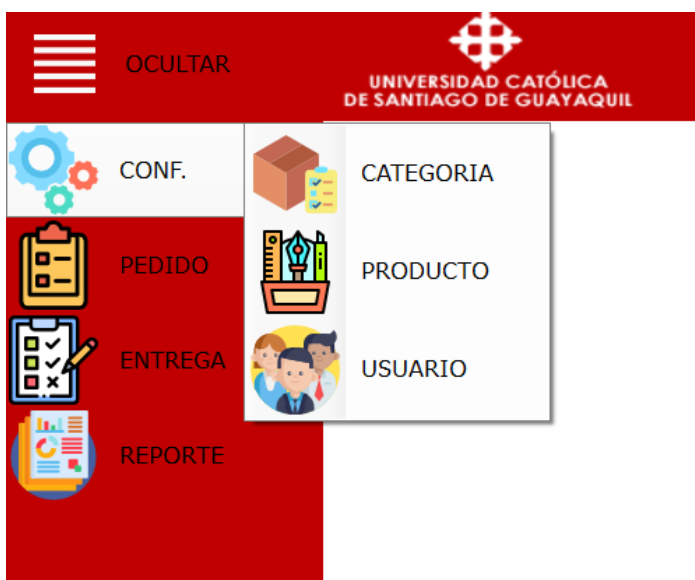 OCULTAR
UNIVERSIDAD CATÓLICA
DE SANTIAGO DE GUAYAQUIL
CONF.
CATEGORIA
PEDIDO
PRODUCTO
ENTREGA
USUARIO
REPORTE